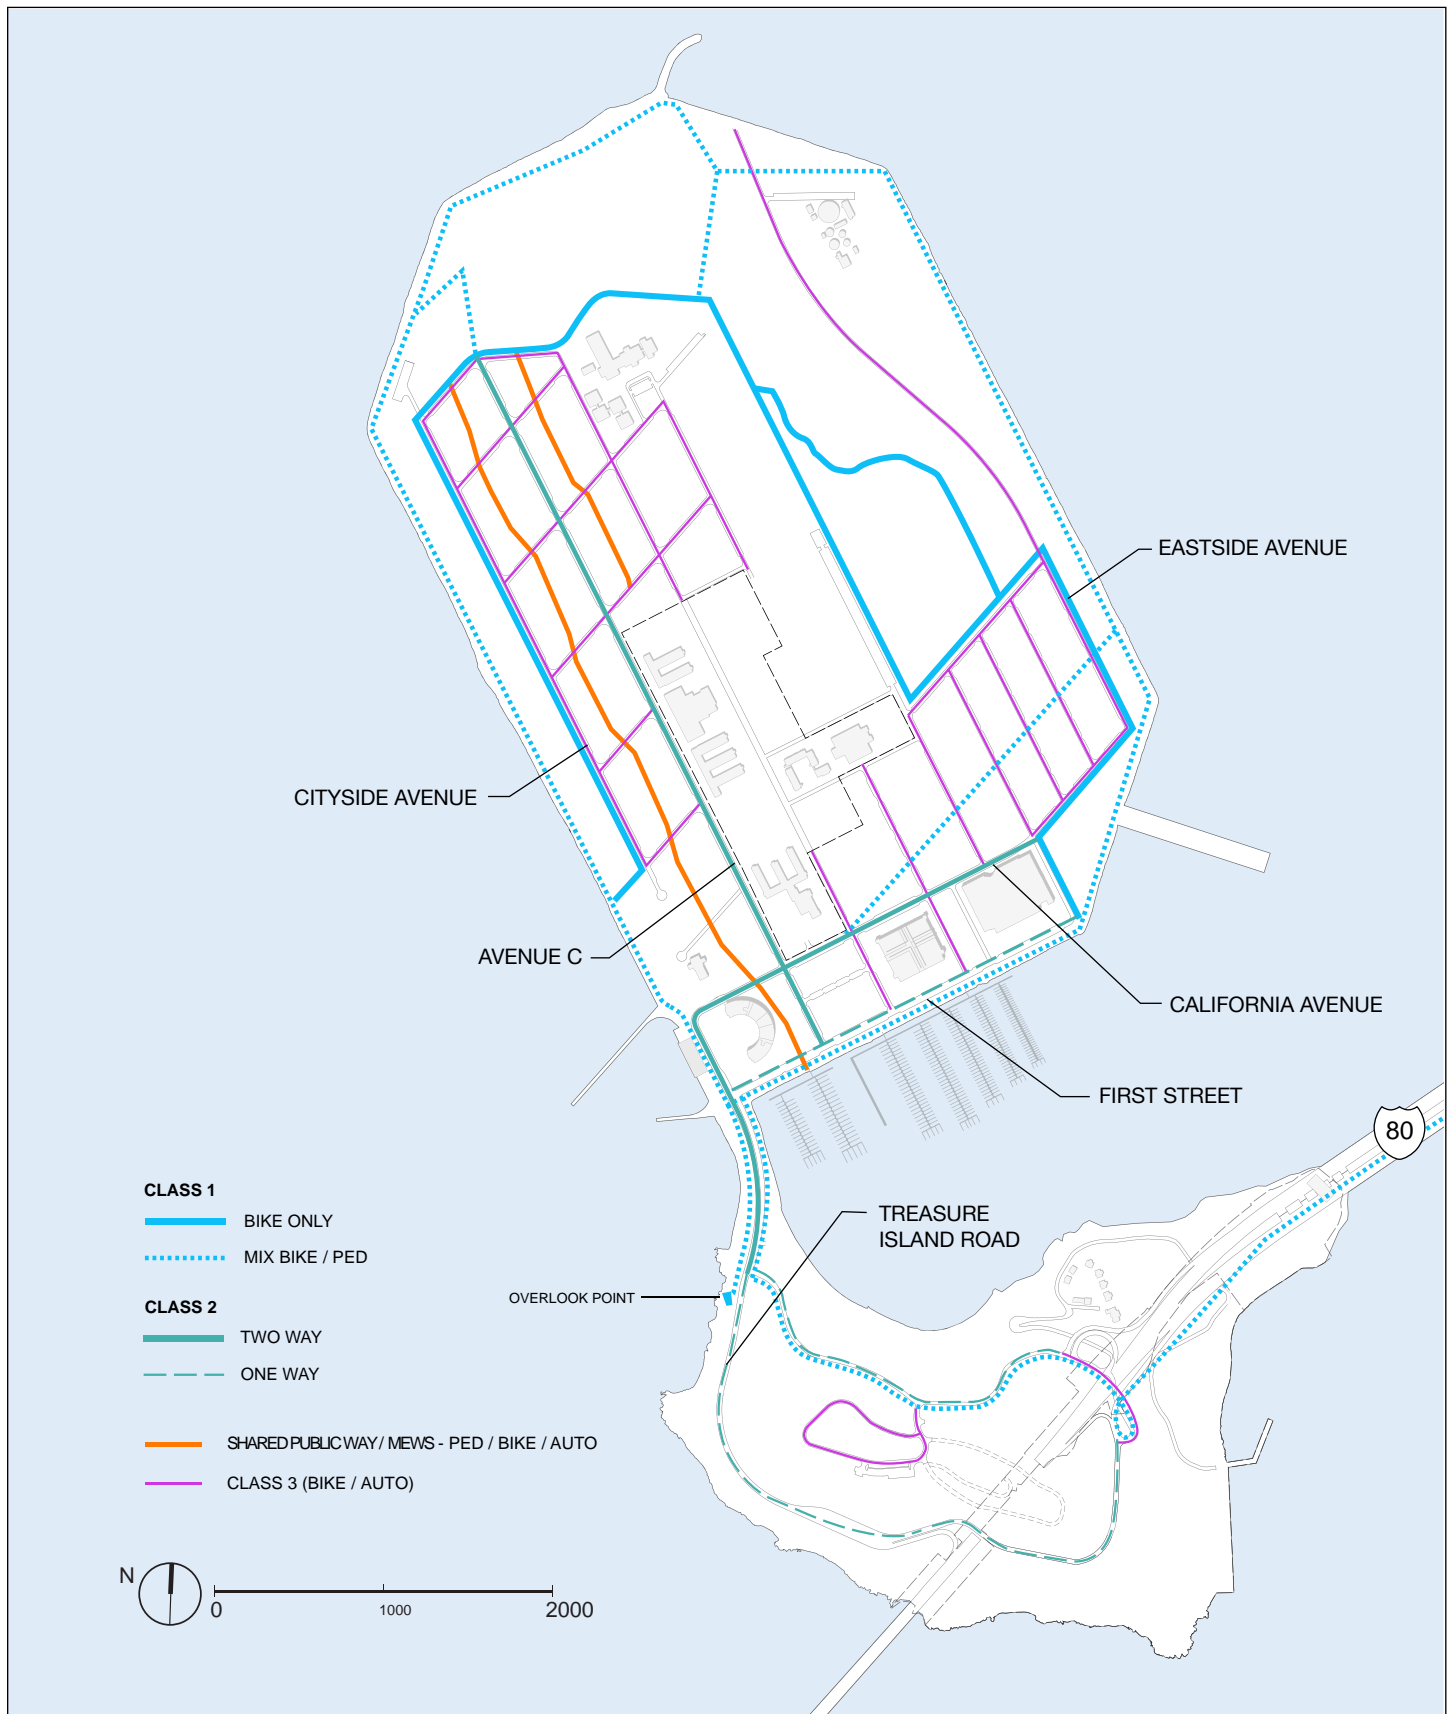 EASTSIDE AVENUE
CITYSIDE AVENUE
AVENUE C
CALIFORNIA AVENUE
FIRST STREET
80
TREASURE
ISLAND ROAD
OVERLOOK POINT
CLASS 1
BIKE ONLY
MIX BIKE / PED
CLASS 2
TWO WAY
ONE WAY
SHARED PUBLIC WAY / MEWS - PED / BIKE / AUTO
CLASS 3 (BIKE / AUTO)
N
0 1000 2000